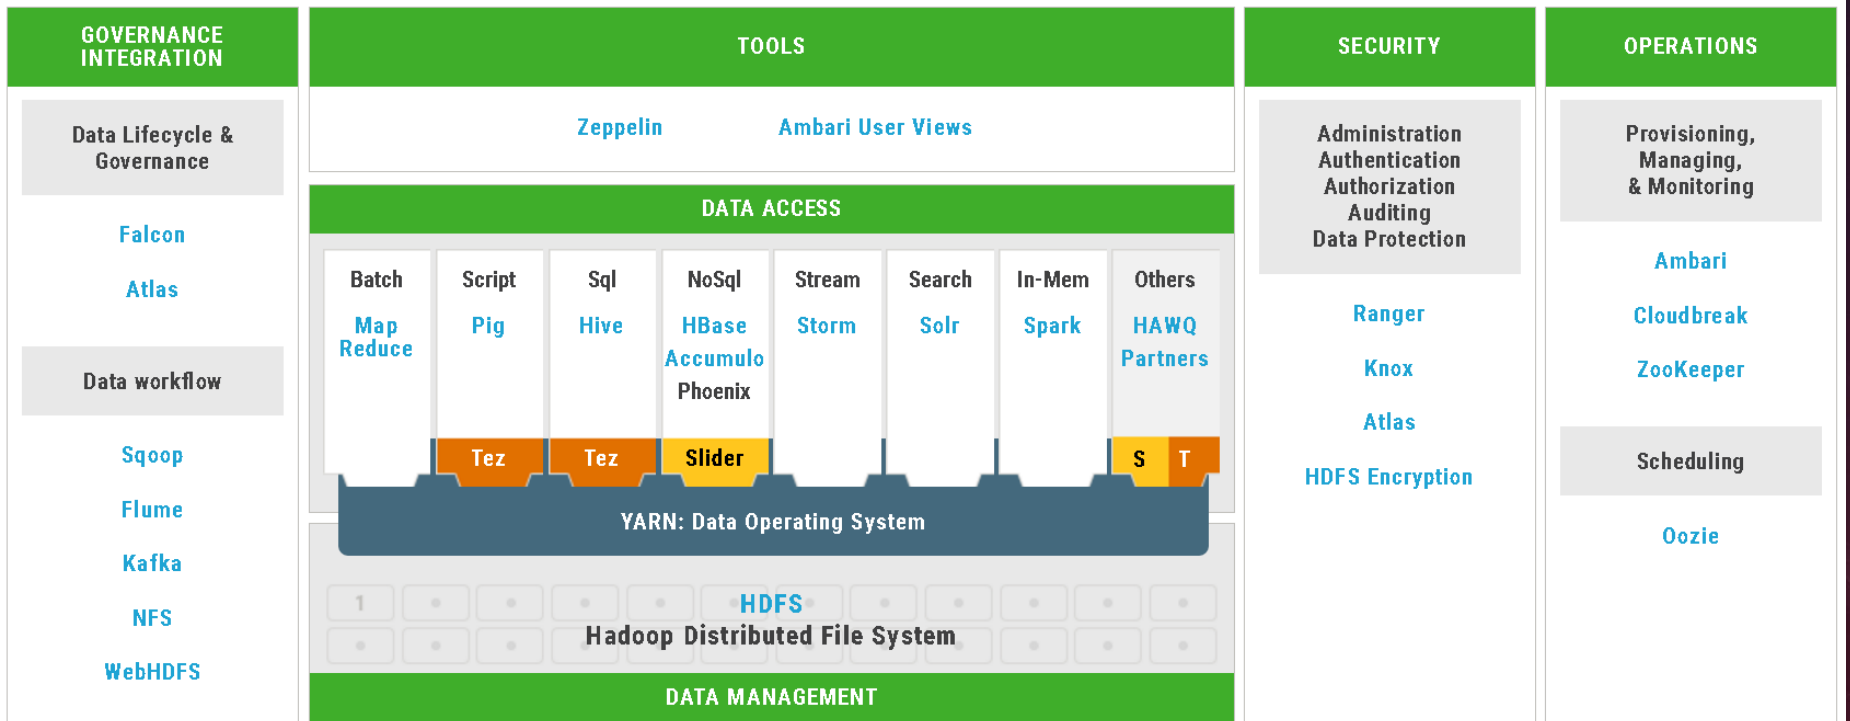 GOVERNANCE
INTEGRATION
Data Lifecycle &
Governance
Falcon
Atlas
Data workflow
Sqoop
Flume
Kafka
NFS
WebHDFS
TOOLS
Zeppelin
Ambari User Views
DATA ACCESS
Batch
Map
Reduce
Script
Pig
Tez
Sql
Hive
Tez
NoSql
HBase
Accumulo
Phoenix
Slider
Stream
Storm
Search
Solr
In-Mem
Spark
Others
HAWQ
Partners
S
T
YARN: Data Operating System
1
HDFS
Hadoop Distributed File System
DATA MANAGEMENT
SECURITY
Administration
Authentication
Authorization
Auditing
Data Protection
Ranger
Knox
Atlas
HDFS Encryption
OPERATIONS
Provisioning,
Managing,
& Monitoring
Ambari
Cloudbreak
ZooKeeper
Scheduling
Oozie